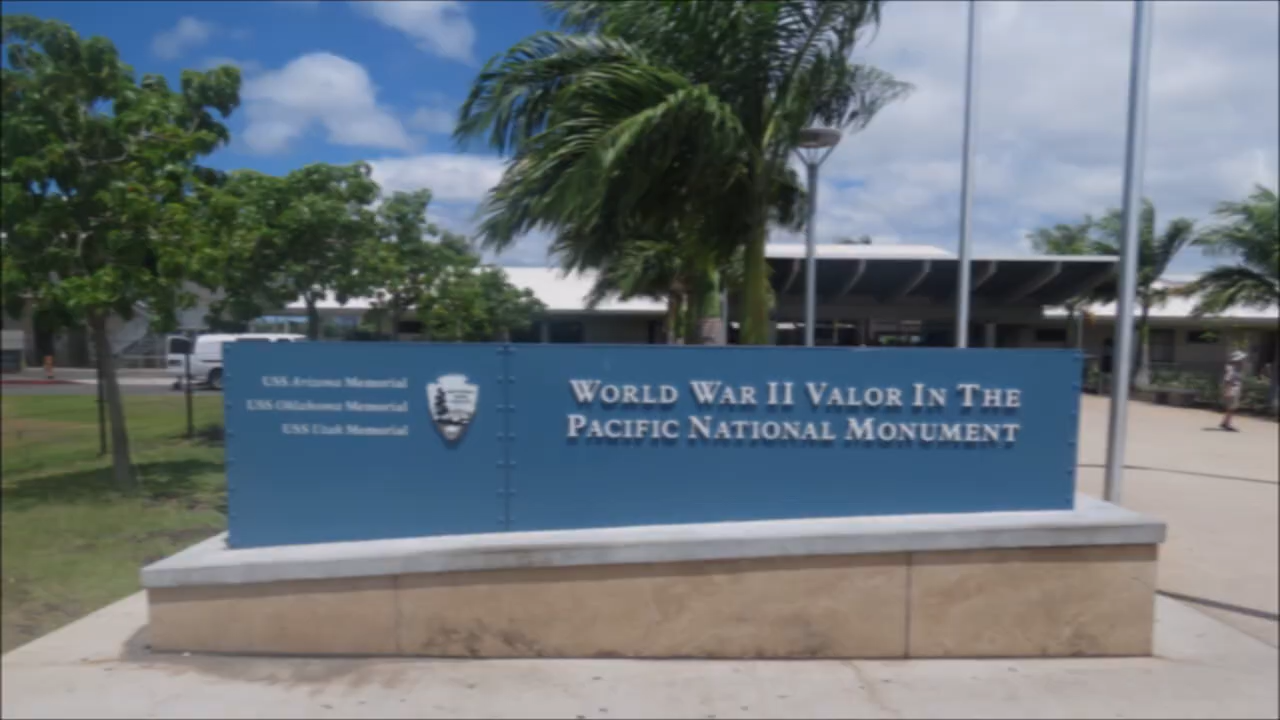 USS Arizona Memorial
USS Oklahoma Memorial
USS Utah Memorial
WORLD WAR II VALOR IN THE
PACIFIC NATIONAL MONUMENT